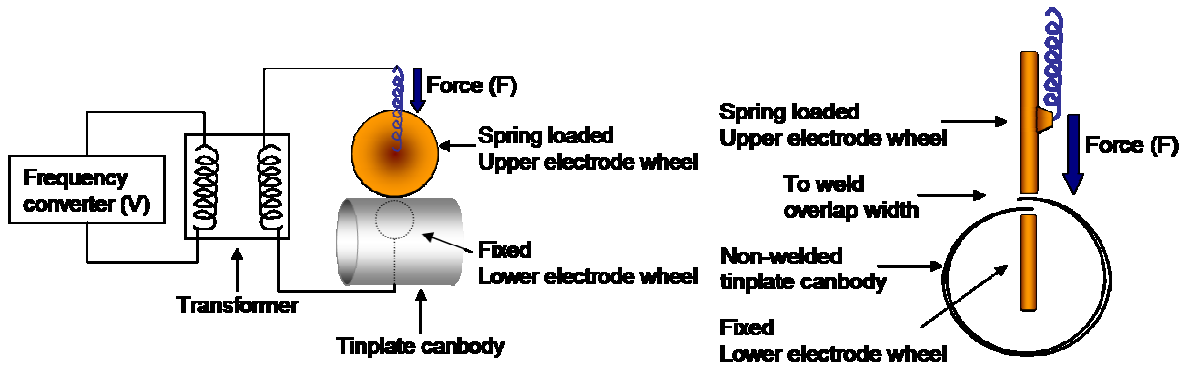 Force (F)
Spring loaded
Upper electrode wheel
Frequency
converter (V)
Fixed
Lower electrode wheel
Transformer
Tinplate canbody
Spring loaded
Upper electrode wheel
Force (F)
To weld
overlap width
Non-welded
tinplate canbody
Fixed
Lower electrode wheel